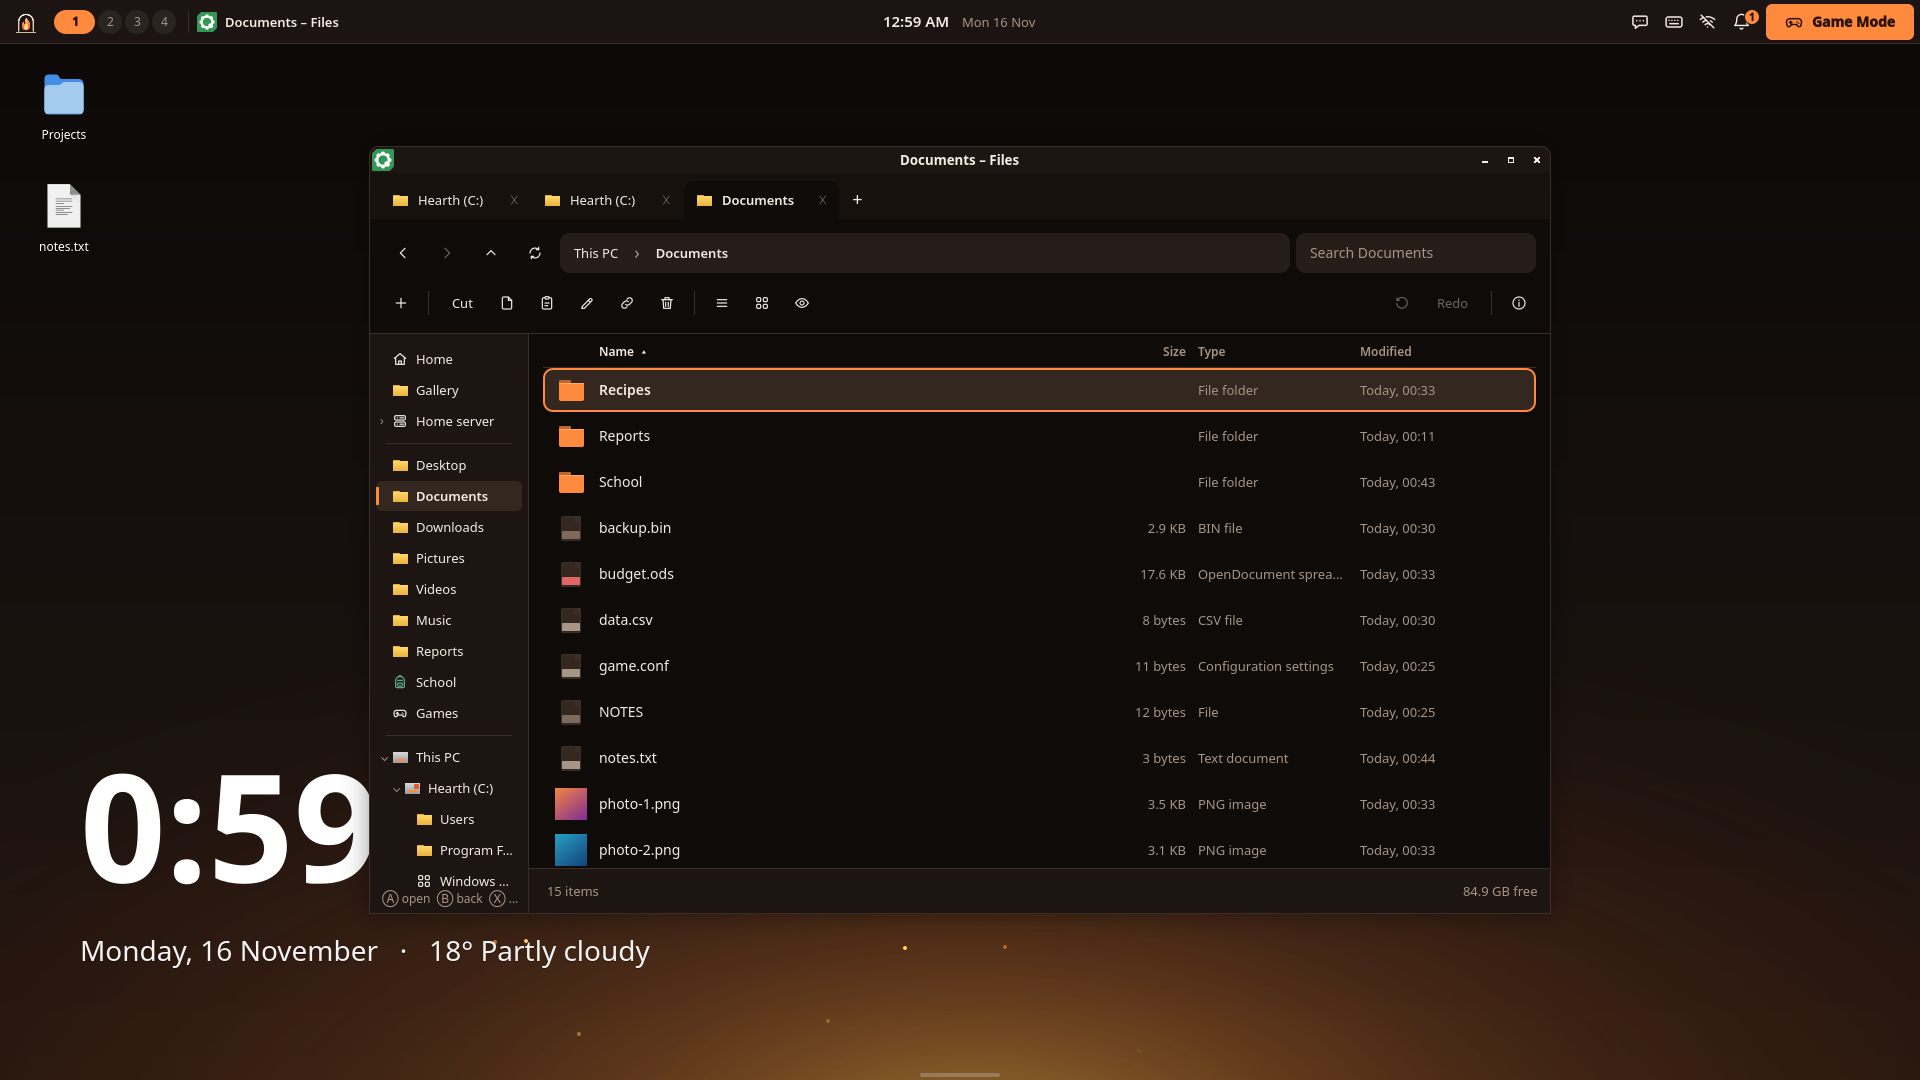 1 2 3 4 Documents – Files 12:59 AM Mon 16 Nov 1 Game Mode
Projects
notes.txt
Documents – Files
Hearth (C:) X Hearth (C:) X Documents X +
This PC › Documents Search Documents
Cut Redo
Name Size Type Modified
Recipes File folder Today, 00:33
Reports File folder Today, 00:11
School File folder Today, 00:43
backup.bin 2.9 KB BIN file Today, 00:30
budget.ods 17.6 KB OpenDocument sprea... Today, 00:33
data.csv 8 bytes CSV file Today, 00:30
game.conf 11 bytes Configuration settings Today, 00:25
NOTES 12 bytes File Today, 00:25
notes.txt 3 bytes Text document Today, 00:44
photo-1.png 3.5 KB PNG image Today, 00:33
photo-2.png 3.1 KB PNG image Today, 00:33
Home
Gallery
Home server
Desktop
Documents
Downloads
Pictures
Videos
Music
Reports
School
Games
This PC
Hearth (C:)
Users
Program F...
Windows ...
A open B back X ...
15 items 84.9 GB free
0:59
Monday, 16 November · 18° Partly cloudy